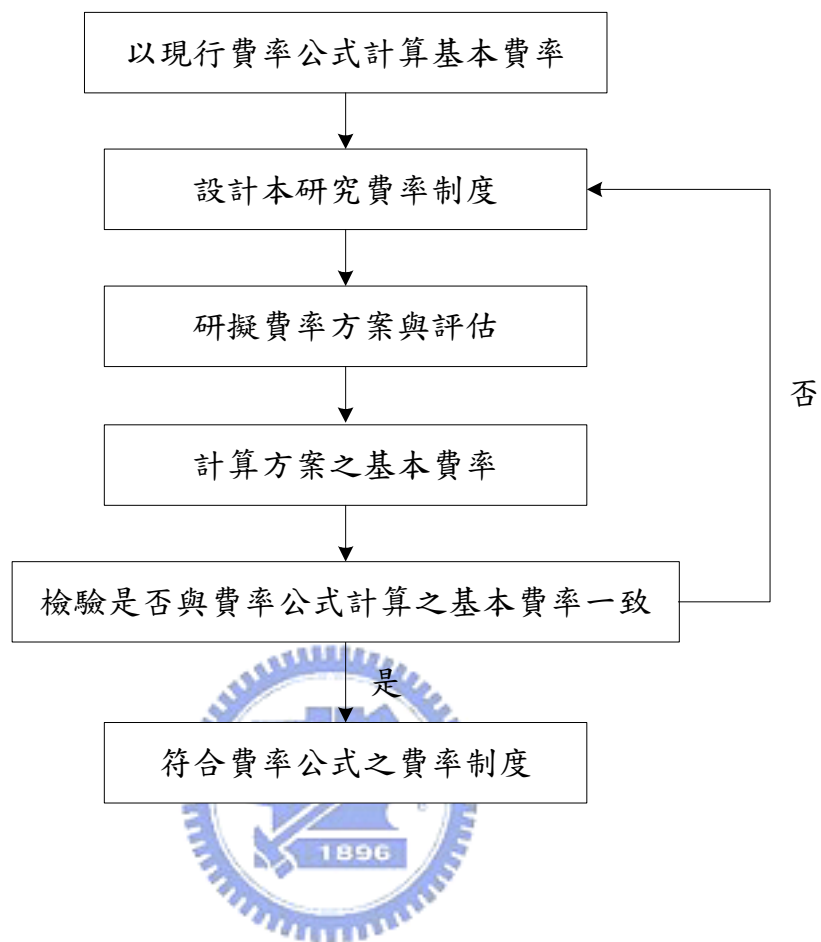 以現行費率公式計算基本費率
設計本研究費率制度
研擬費率方案與評估
否
計算方案之基本費率
檢驗是否與費率公式計算之基本費率一致
是
符合費率公式之費率制度
1896